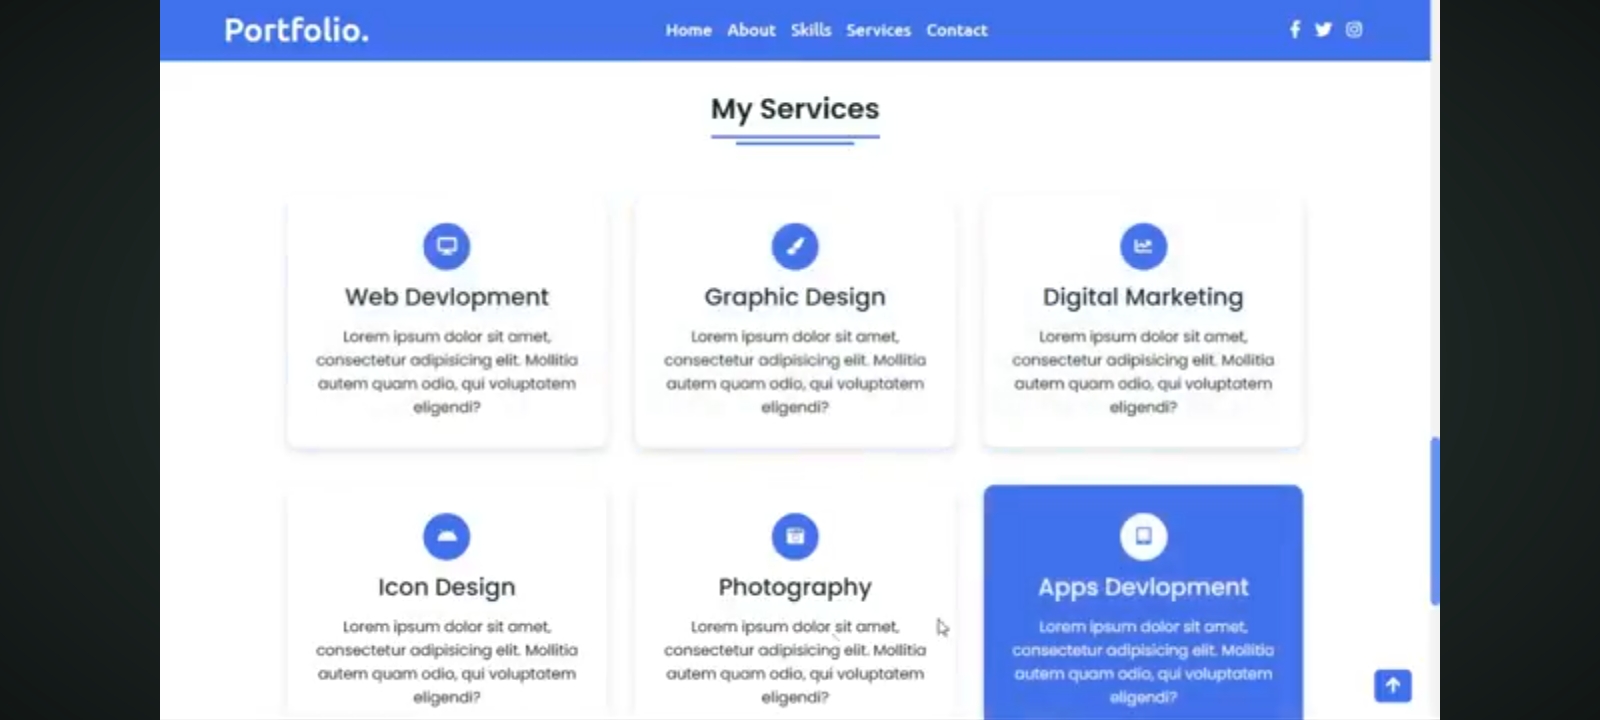 Portfolio.
Home About Skills Services Contact
My Services
Web Devlopment
Lorem ipsum dolor sit amet,
consectetur adipisicing elit. Mollitia
autem quam odio, qui voluptatem
eligendi?
Graphic Design
Lorem ipsum dolor sit amet,
consectetur adipisicing elit. Mollitia
autem quam odio, qui voluptatem
eligendi?
Digital Marketing
Lorem ipsum dolor sit amet,
consectetur adipisicing elit. Mollitia
autem quam odio, qui voluptatem
eligendi?
Icon Design
Lorem ipsum dolor sit amet,
consectetur adipisicing elit. Mollitia
autem quam odio, qui voluptatem
eligendi?
Photography
Lorem ipsum dolor sit amet,
consectetur adipisicing elit. Mollitia
autem quam odio, qui voluptatem
eligendi?
Apps Devlopment
Lorem ipsum dolor sit amet,
consectetur adipisicing elit. Mollitia
autem quam odio, qui voluptatem
eligendi?